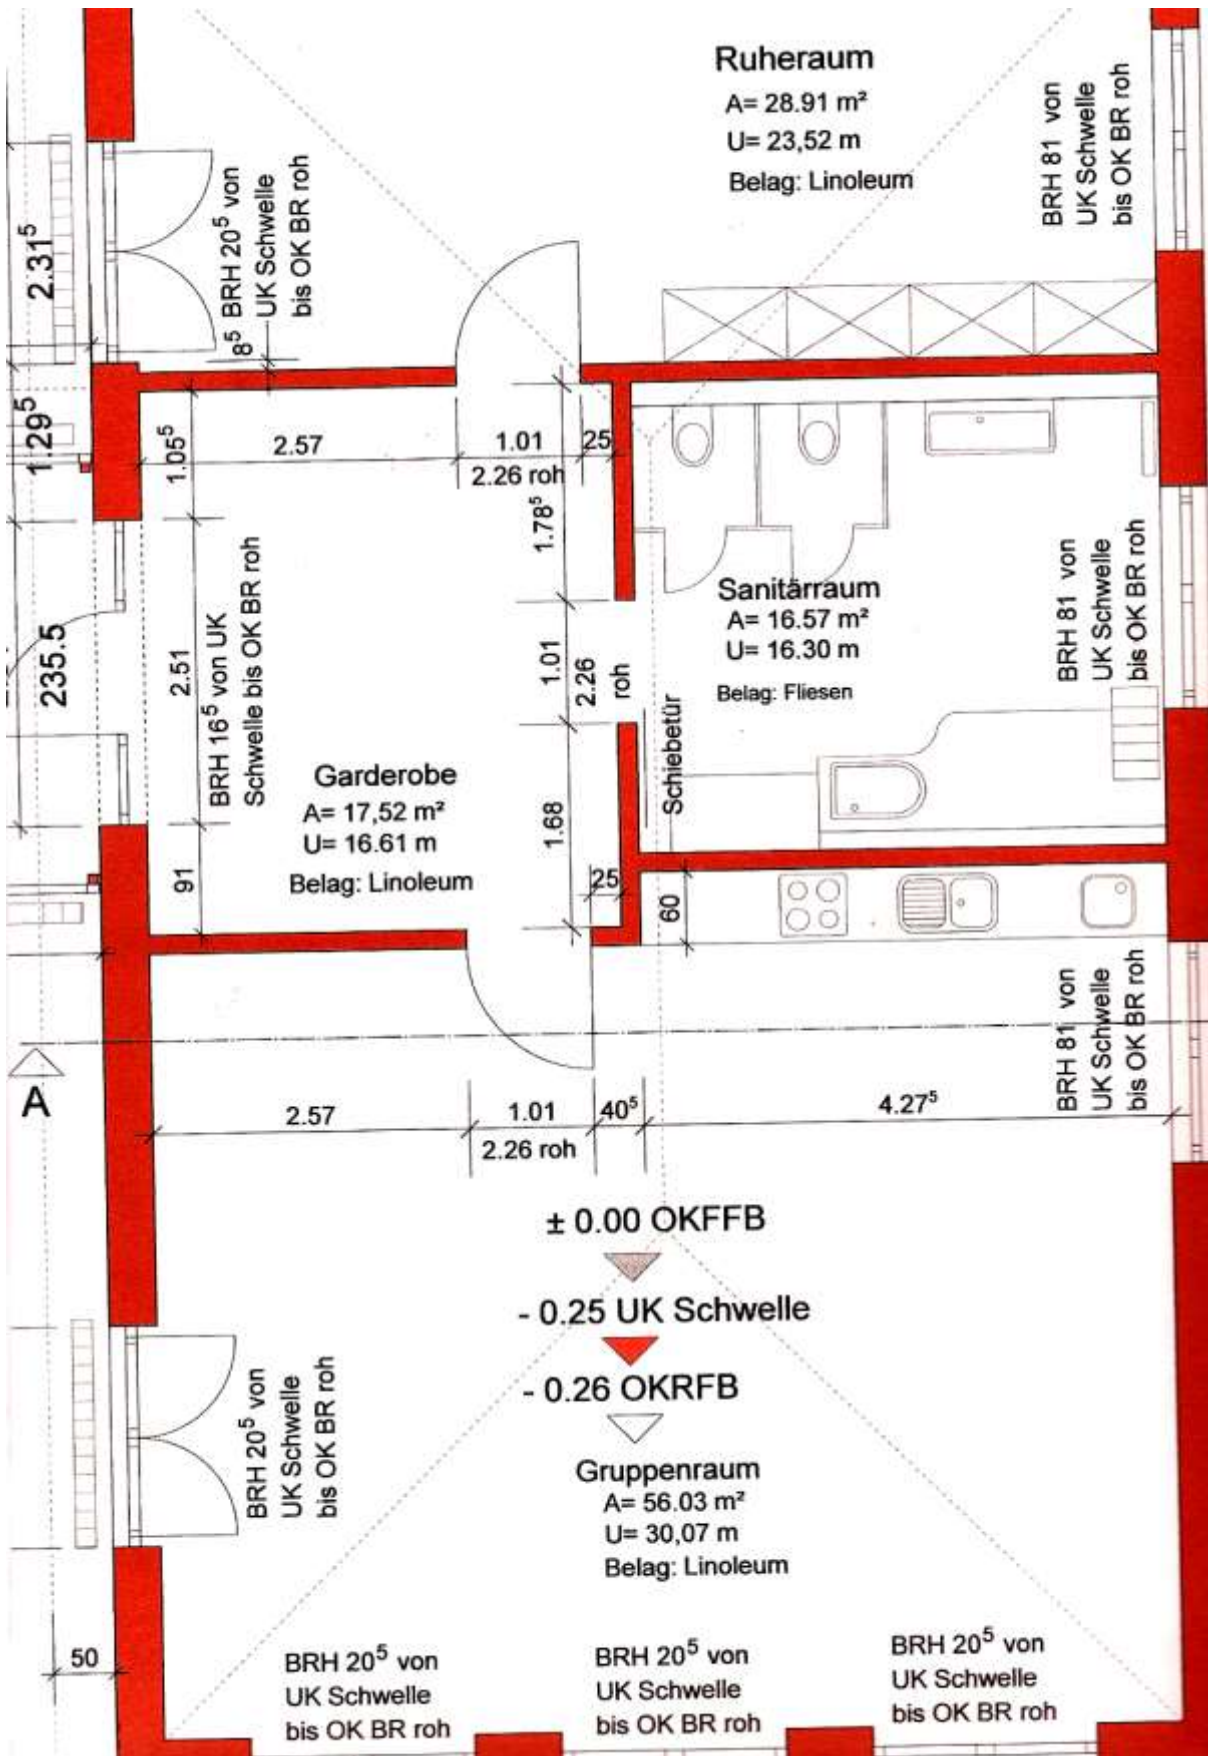 Ruheraum
A= 28.91 m²
U= 23,52 m
Belag: Linoleum
BRH 81 von
UK Schwelle
bis OK BR roh
BRH 20⁵ von
UK Schwelle
bis OK BR roh
2.31⁵
8⁵
1.29⁵
1.05⁵
2.57
1.01
25
2.26 roh
1.78⁵
Sanitärraum
A= 16.57 m²
U= 16.30 m
Belag: Fliesen
BRH 81 von
UK Schwelle
bis OK BR roh
235.5
2.51
BRH 16⁵ von UK
Schwelle bis OK BR roh
1.01
2.26
roh
Schiebetür
Garderobe
A= 17,52 m²
U= 16.61 m
Belag: Linoleum
1.68
91
25
60
BRH 81 von
UK Schwelle
bis OK BR roh
A
2.57
1.01
40⁵
4.27⁵
2.26 roh
± 0.00 OKFFB
- 0.25 UK Schwelle
- 0.26 OKRFB
Gruppenraum
A= 56.03 m²
U= 30,07 m
Belag: Linoleum
BRH 20⁵ von
UK Schwelle
bis OK BR roh
50
BRH 20⁵ von
UK Schwelle
bis OK BR roh
BRH 20⁵ von
UK Schwelle
bis OK BR roh
BRH 20⁵ von
UK Schwelle
bis OK BR roh